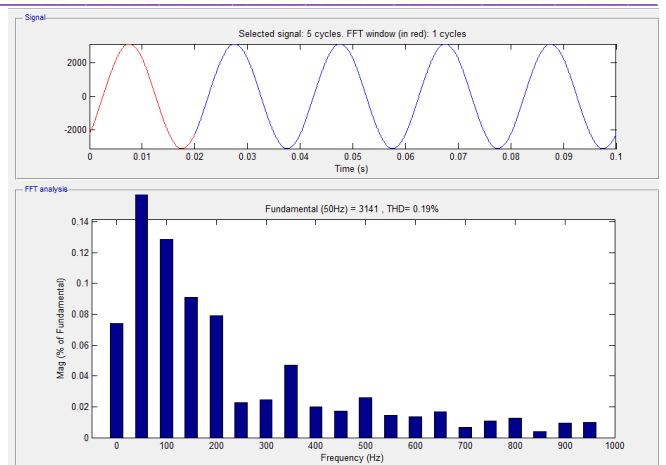 Signal
Selected signal: 5 cycles. FFT window (in red): 1 cycles
2000
0
-2000
0 0.01 0.02 0.03 0.04 0.05 0.06 0.07 0.08 0.09 0.1
Time (s)
FFT analysis
Fundamental (50Hz) = 3141 , THD= 0.19%
0.14
0.12
0.1
0.08
0.06
0.04
0.02
0
Mag (% of Fundamental)
0 100 200 300 400 500 600 700 800 900 1000
Frequency (Hz)